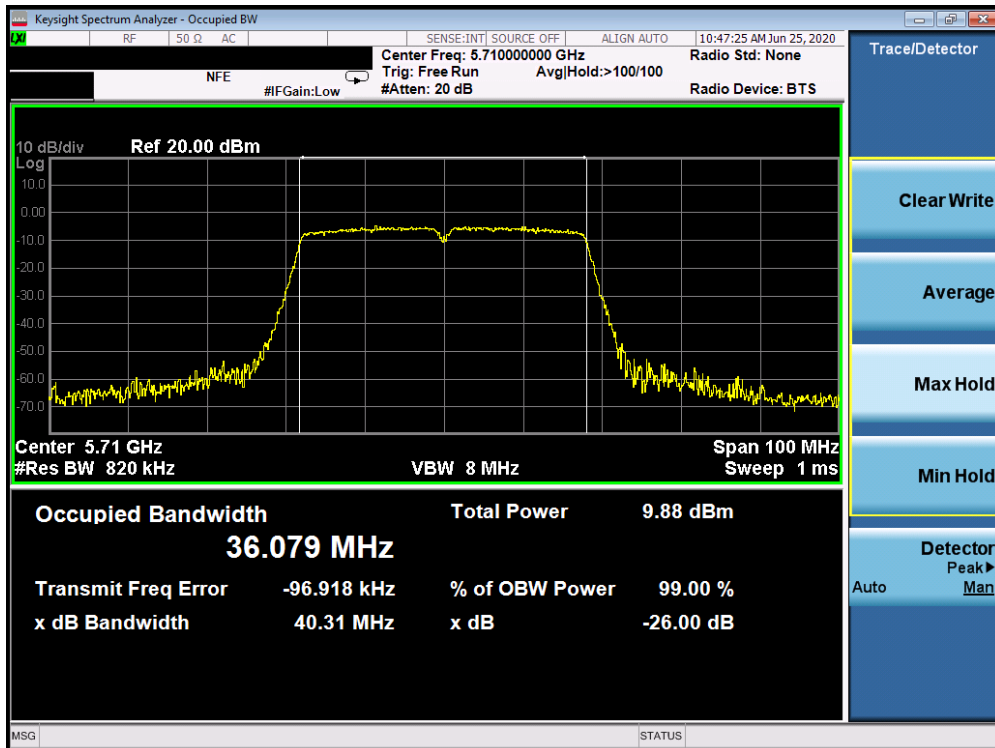 Keysight Spectrum Analyzer - Occupied BW
LXI RF 50 Ω AC SENSE:INT SOURCE OFF ALIGN AUTO 10:47:25 AM Jun 25, 2020
Center Freq: 5.710000000 GHz Radio Std: None
NFE Trig: Free Run Avg|Hold:>100/100
#IFGain:Low #Atten: 20 dB Radio Device: BTS
10 dB/div Ref 20.00 dBm
Log
10.0
0.00
-10.0
-20.0
-30.0
-40.0
-50.0
-60.0
-70.0
Center 5.71 GHz Span 100 MHz
#Res BW 820 kHz VBW 8 MHz Sweep 1 ms
Occupied Bandwidth Total Power 9.88 dBm
36.079 MHz
Transmit Freq Error -96.918 kHz % of OBW Power 99.00 %
x dB Bandwidth 40.31 MHz x dB -26.00 dB
MSG STATUS
Trace/Detector
Clear Write
Average
Max Hold
Min Hold
Detector
Peak▶
Auto Man